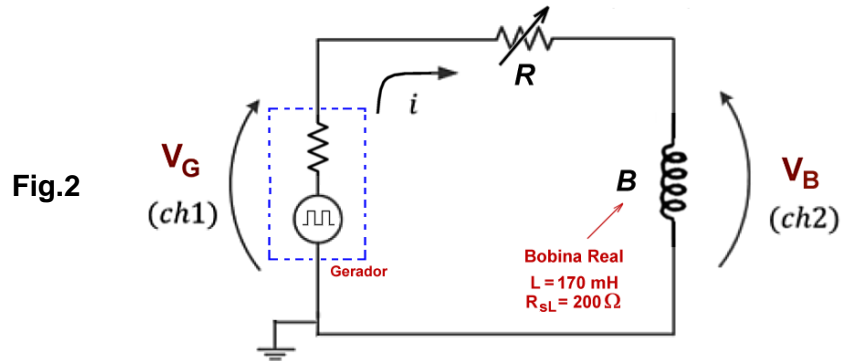 R
i
V_G
(ch1)
Fig.2
B
V_B
(ch2)
Gerador
Bobina Real
L = 170 mH
R_sL = 200 Ω